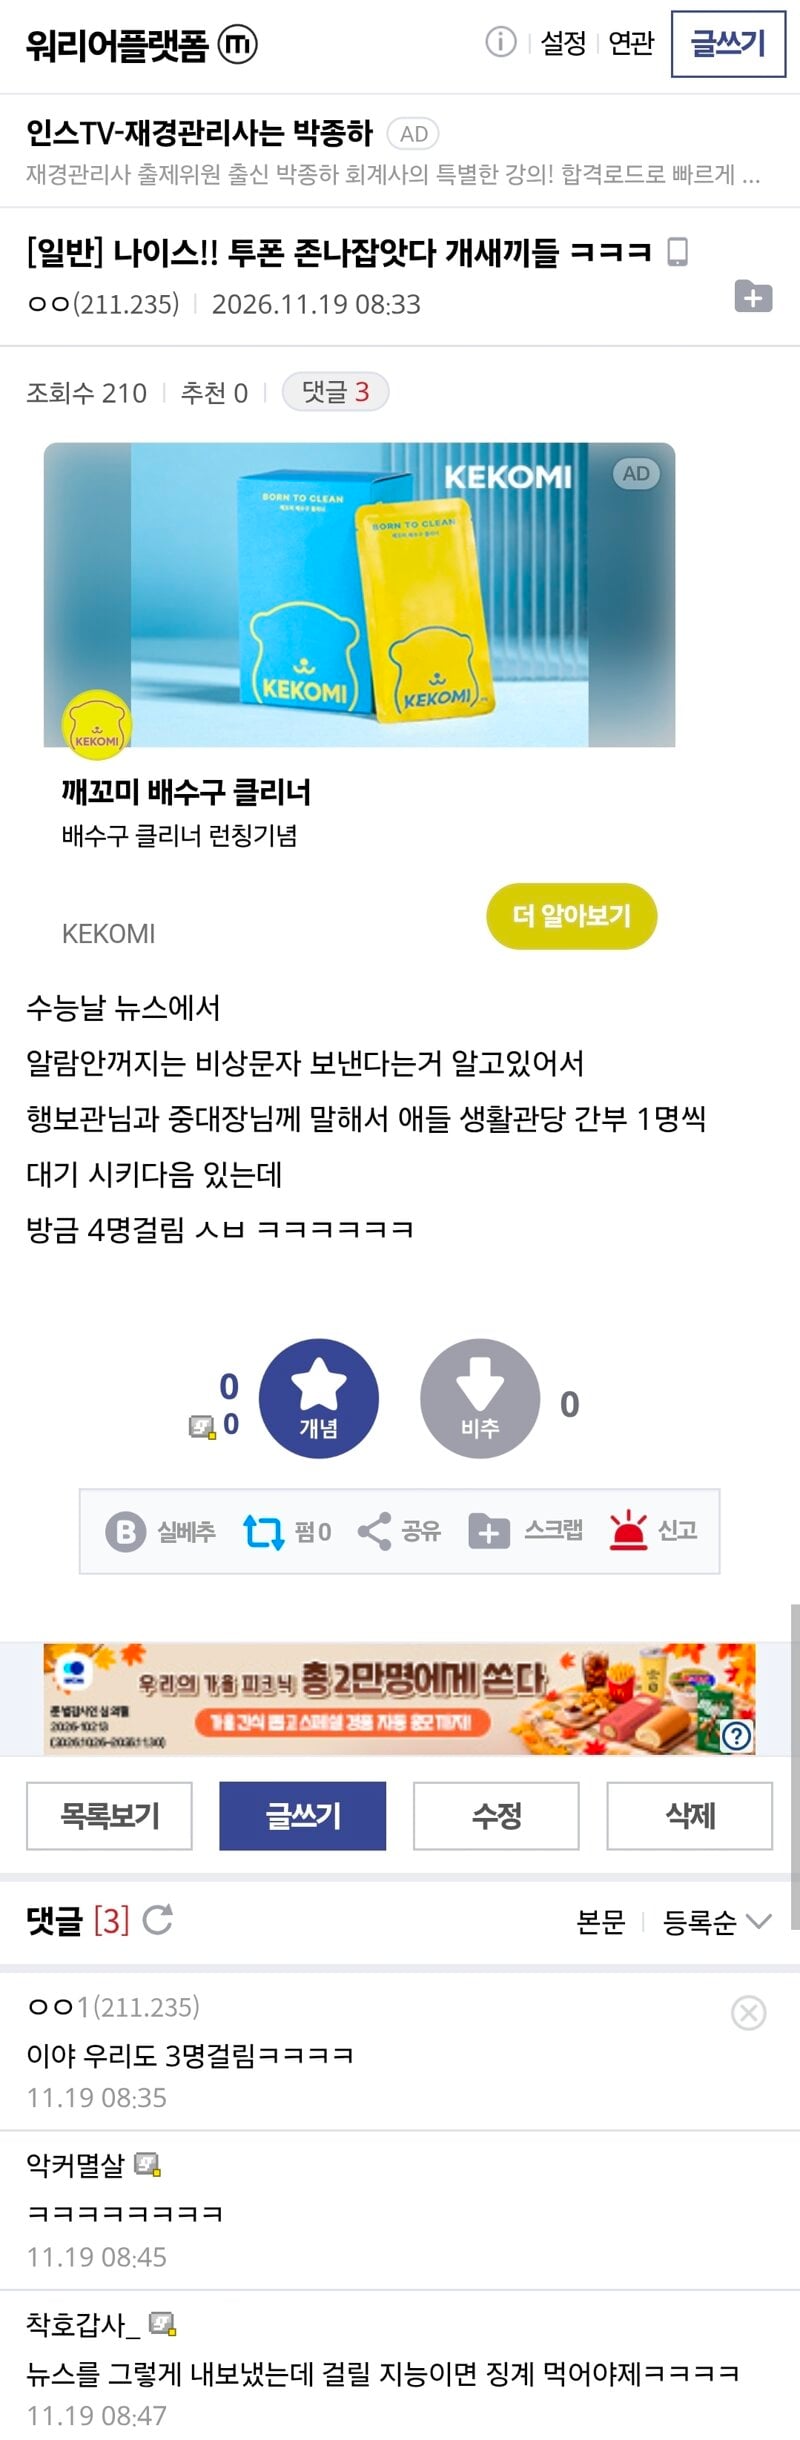 워리어플랫폼 ⓜ
설정
연관
글쓰기
인스TV-재경관리사는 박종하 AD
재경관리사 출제위원 출신 박종하 회계사의 특별한 강의! 합격로드로 빠르게 ...
[일반] 나이스!! 투폰 존나잡앗다 개새끼들 ㅋㅋㅋ
ㅇㅇ(211.235) | 2026.11.19 08:33
조회수 210 | 추천 0 | 댓글 3
KEKOMI
AD
BORN TO CLEAN
BORN TO CLEAN
KEKOMI
KEKOMI
KEKOMI
깨꼬미 배수구 클리너
배수구 클리너 런칭기념
더 알아보기
KEKOMI
수능날 뉴스에서
알람안꺼지는 비상문자 보낸다는거 알고있어서
행보관님과 중대장님께 말해서 애들 생활관당 간부 1명씩
대기 시키다음 있는데
방금 4명걸림 ㅅㅂ ㅋㅋㅋㅋㅋㅋ
0
0
개념
비추
0
B 실베추
펌 0
공유
스크랩
신고
우리의 가을 피크닉 총 2만명에게 쏜다
?
목록보기
글쓰기
수정
삭제
댓글 [3]
본문 | 등록순
ㅇㅇ1(211.235)
이야 우리도 3명걸림ㅋㅋㅋㅋ
11.19 08:35
악커멸살
ㅋㅋㅋㅋㅋㅋㅋㅋ
11.19 08:45
착호갑사_
뉴스를 그렇게 내보냈는데 걸릴 지능이면 징계 먹어야제ㅋㅋㅋㅋ
11.19 08:47